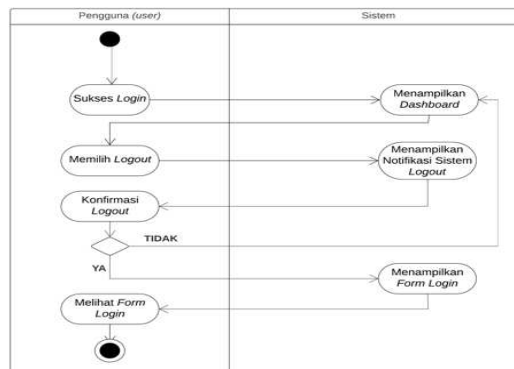 Pengguna (user)
Sistem
Sukses Login
Menampilkan
Dashboard
Memilih Logout
Menampilkan
Notifikasi Sistem
Logout
Konfirmasi
Logout
TIDAK
YA
Menampilkan
Form Login
Melihat Form
Login